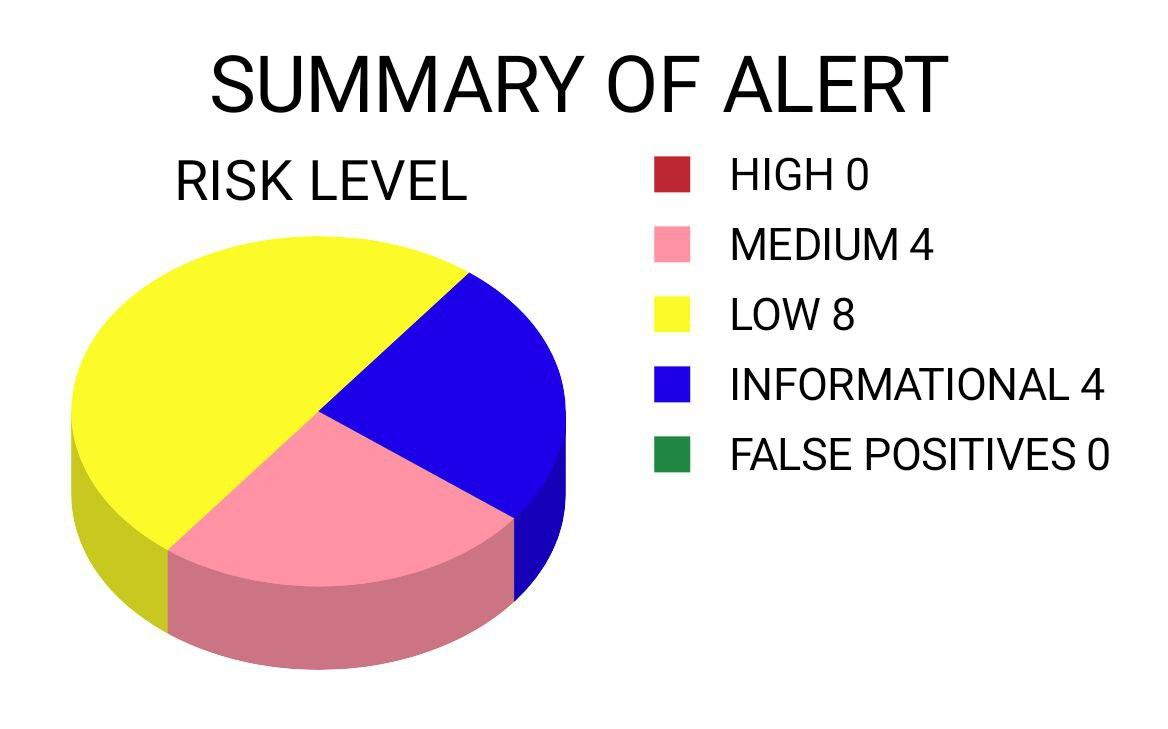 SUMMARY OF ALERT
RISK LEVEL
HIGH 0
MEDIUM 4
LOW 8
INFORMATIONAL 4
FALSE POSITIVES 0